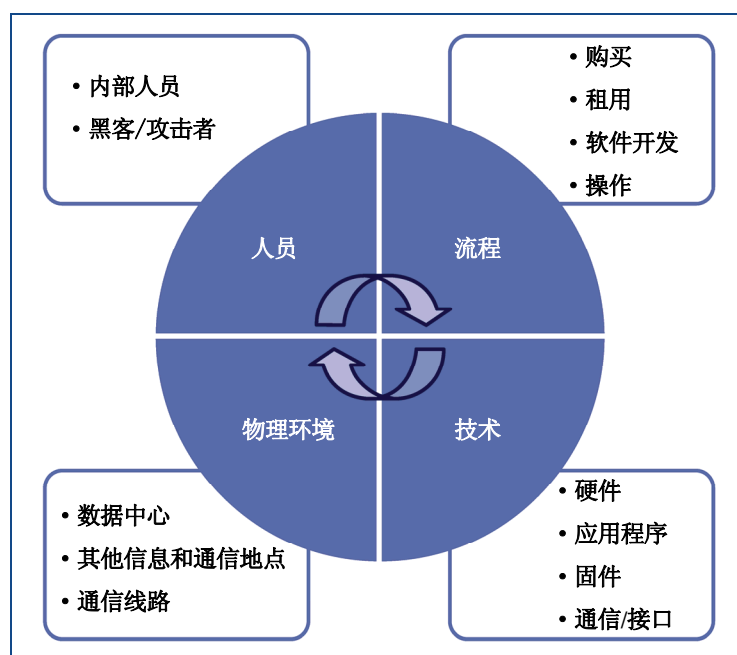 • 内部人员
• 黑客/攻击者
• 购买
• 租用
• 软件开发
• 操作
人员
流程
物理环境
技术
• 数据中心
• 其他信息和通信地点
• 通信线路
• 硬件
• 应用程序
• 固件
• 通信/接口